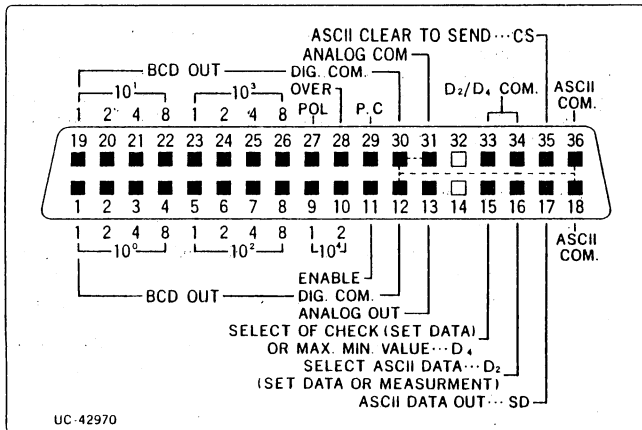 ASCII CLEAR TO SEND···CS
ANALOG COM
BCD OUT DIG. COM.
10¹ 10³ OVER D₂/D₄ COM. ASCII COM.
1 2 4 8 1 2 4 8 POL P.C
19 20 21 22 23 24 25 26 27 28 29 30 31 32 33 34 35 36
1 2 3 4 5 6 7 8 9 10 11 12 13 14 15 16 17 18
1 2 4 8 1 2 4 8 1 2 ASCII COM.
10⁰ 10² 10⁴
ENABLE
BCD OUT DIG. COM.
ANALOG OUT
SELECT OF CHECK (SET DATA)
OR MAX. MIN. VALUE···D₄
SELECT ASCII DATA···D₂
(SET DATA OR MEASURMENT)
ASCII DATA OUT···SD
UC-42970